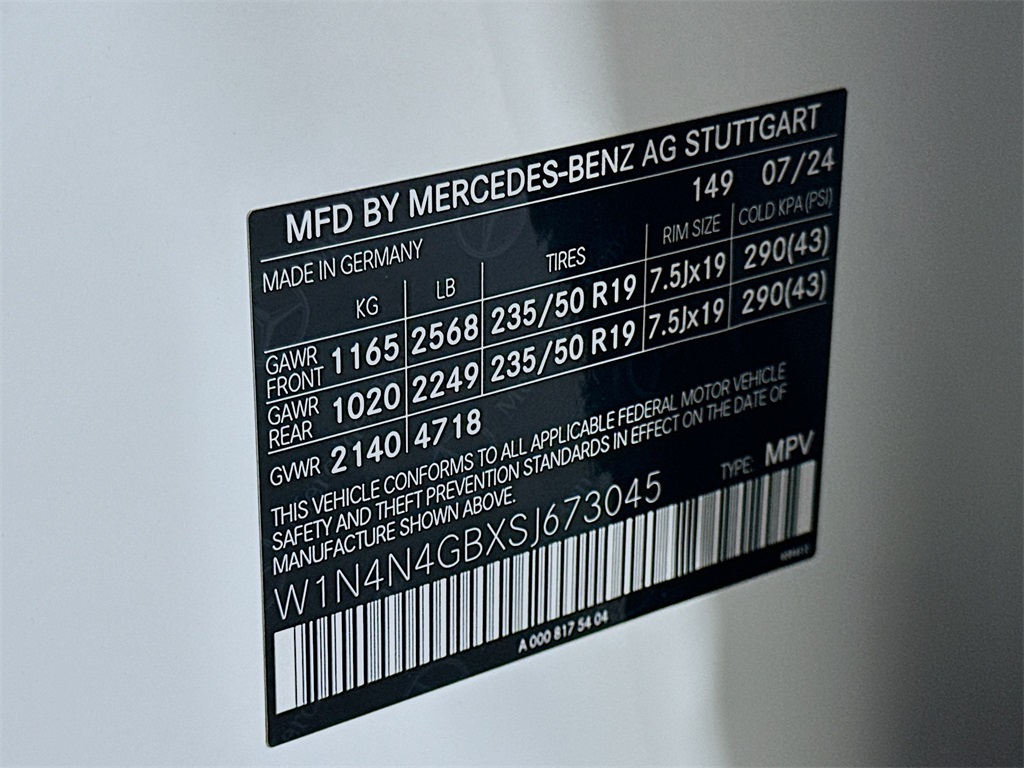 MFD BY MERCEDES-BENZ AG STUTTGART
MADE IN GERMANY 149 07/24
KG LB TIRES RIM SIZE COLD KPA (PSI)
GAWR FRONT 1165 2568 235/50 R19 7.5Jx19 290(43)
GAWR REAR 1020 2249 235/50 R19 7.5Jx19 290(43)
GVWR 2140 4718
THIS VEHICLE CONFORMS TO ALL APPLICABLE FEDERAL MOTOR VEHICLE
SAFETY AND THEFT PREVENTION STANDARDS IN EFFECT ON THE DATE OF
MANUFACTURE SHOWN ABOVE.
W1N4N4GBXSJ673045 TYPE: MPV
A 000 817 54 04